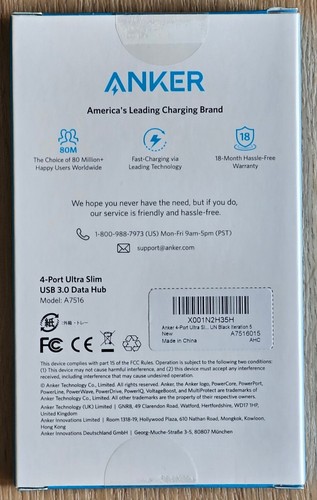 ANKER
America's Leading Charging Brand
80M
The Choice of 80 Million+
Happy Users Worldwide
Fast-Charging via
Leading Technology
18
18-Month Hassle-Free
Warranty
We hope you never have the need, but if you do,
our service is friendly and hassle-free.
1-800-988-7973 (US) Mon-Fri 9am-5pm (PST)
support@anker.com
4-Port Ultra Slim
USB 3.0 Data Hub
Model: A7516
X001N2H35H
Anker 4-Port Ultra Sl... UN Black Iteration 5
New
A7516015
Made in China
AHC
紙
外箱・トレー
FC CE
This device complies with part 15 of the FCC Rules. Operation is subject to the following two conditions:
(1) This device may not cause harmful interference, and (2) this device must accept any interference
received, including interference that may cause undesired operation.
© Anker Technology Co., Limited. All rights reserved. Anker, the Anker logo, PowerCore, PowerPort,
PowerLine, PowerWave, PowerDrive, PowerIQ, VoltageBoost, and MultiProtect are trademarks of Anker
Technology Co., Limited. All other trademarks are the property of their respective owners.
Anker Technology (UK) Limited | GNR8, 49 Clarendon Road, Watford, Hertfordshire, WD17 1HP,
United Kingdom
Anker Innovations Limited | Room 1318-19, Hollywood Plaza, 610 Nathan Road, Mongkok, Kowloon,
Hong Kong
Anker Innovations Deutschland GmbH | Georg-Muche-Strasse 3-5, 80807 München